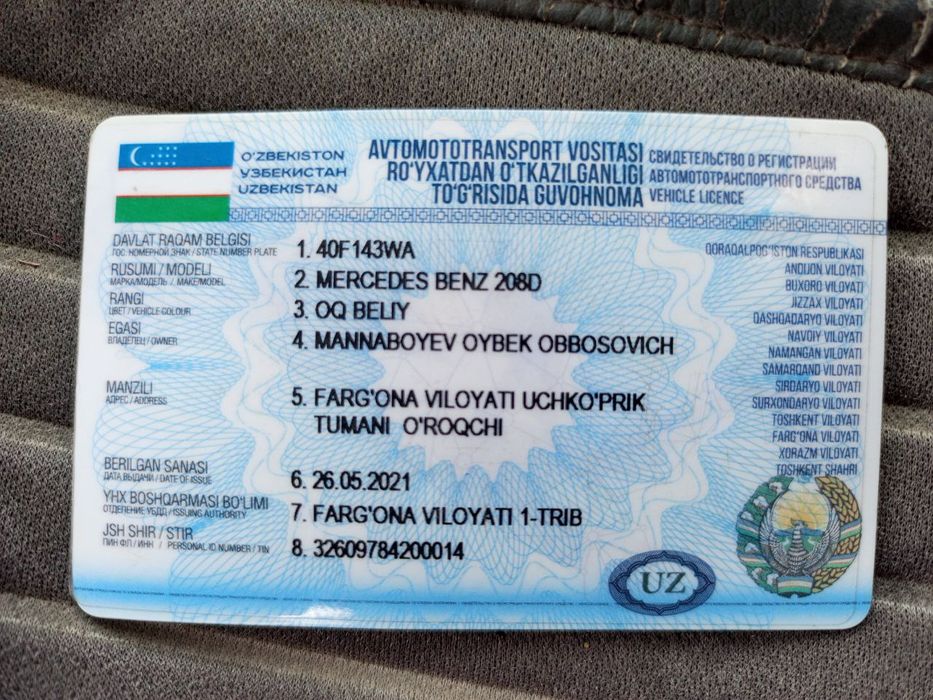 O'ZBEKISTON
УЗБЕКИСТАН
UZBEKISTAN
AVTOMOTOTRANSPORT VOSITASI
RO'YXATDAN O'TKAZILGANLIGI
TO'G'RISIDA GUVOHNOMA
СВИДЕТЕЛЬСТВО О РЕГИСТРАЦИИ
АВТОМОТОТРАНСПОРТНОГО СРЕДСТВА
VEHICLE LICENCE
DAVLAT RAQAM BELGISI
ГОС. НОМЕРНОЙ ЗНАК / STATE NUMBER PLATE
1. 40F143WA
RUSUMI / MODELI
МАРКА/МОДЕЛЬ / MAKE/MODEL
2. MERCEDES BENZ 208D
RANGI
ЦВЕТ / VEHICLE COLOUR
3. OQ BELIY
EGASI
ВЛАДЕЛЕЦ / OWNER
4. MANNABOYEV OYBEK OBBOSOVICH
MANZILI
АДРЕС / ADDRESS
5. FARG'ONA VILOYATI UCHKO'PRIK
TUMANI O'ROQCHI
BERILGAN SANASI
ДАТА ВЫДАЧИ / DATE OF ISSUE
6. 26.05.2021
YHX BOSHQARMASI BO'LIMI
ОТДЕЛЕНИЕ УБДД / ISSUING AUTHORITY
7. FARG'ONA VILOYATI 1-TRIB
JSH SHIR / STIR
ПИН ФЛ / ИНН / PERSONAL ID NUMBER / TIN
8. 32609784200014
QORAQALPOG'ISTON RESPUBLIKASI
ANDIJON VILOYATI
BUXORO VILOYATI
JIZZAX VILOYATI
QASHQADARYO VILOYATI
NAVOIY VILOYATI
NAMANGAN VILOYATI
SAMARQAND VILOYATI
SIRDARYO VILOYATI
SURXONDARYO VILOYATI
TOSHKENT VILOYATI
FARG'ONA VILOYATI
XORAZM VILOYATI
TOSHKENT SHAHRI
UZ